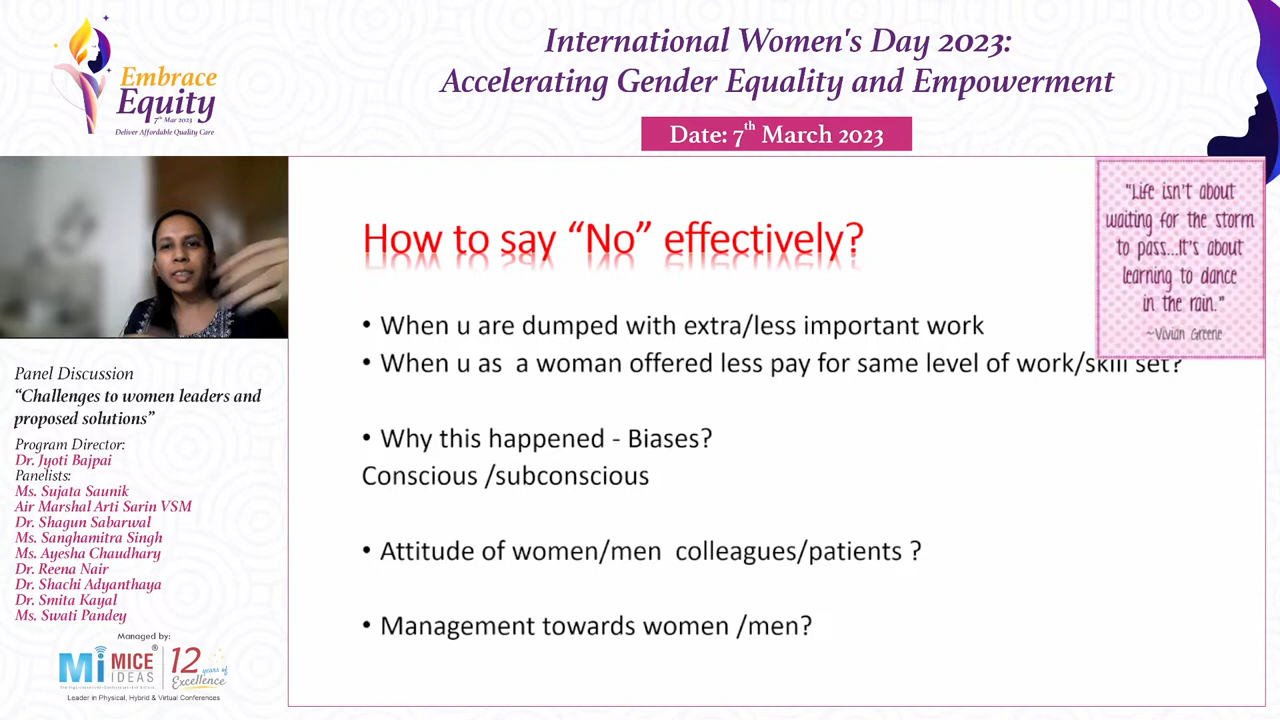 Embrace
Equity
7th Mar 2023
Deliver Affordable Quality Care
International Women's Day 2023:
Accelerating Gender Equality and Empowerment
Date: 7th March 2023
Panel Discussion
“Challenges to women leaders and
proposed solutions”
Program Director:
Dr. Jyoti Bajpai
Panelists:
Ms. Sujata Saunik
Air Marshal Arti Sarin VSM
Dr. Shagun Sabarwal
Ms. Sanghamitra Singh
Ms. Ayesha Chaudhary
Dr. Reena Nair
Dr. Shachi Adyanthaya
Dr. Smita Kayal
Ms. Swati Pandey
Managed by:
Mi MICE
IDEAS
®
12 years of
Excellence
Leader in Physical, Hybrid & Virtual Conferences
How to say “No” effectively?
• When u are dumped with extra/less important work
• When u as a woman offered less pay for same level of work/skill set?
• Why this happened - Biases?
Conscious /subconscious
• Attitude of women/men colleagues/patients ?
• Management towards women /men?
"Life isn't about
waiting for the storm
to pass...it's about
learning to dance
in the rain."
~Vivian Greene